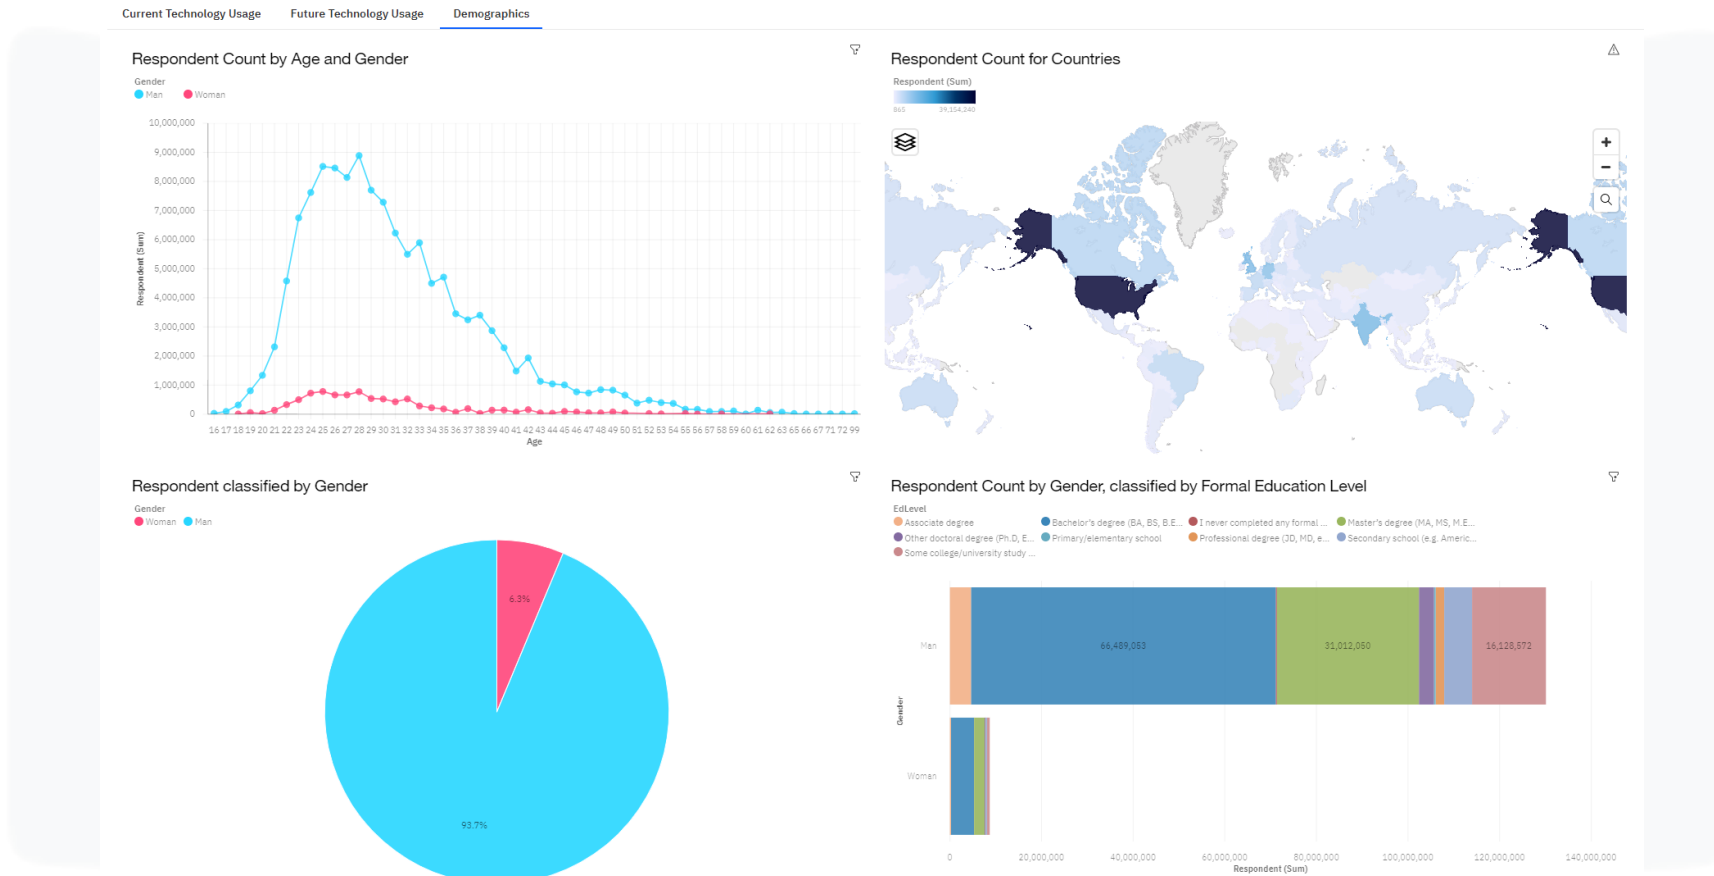 Current Technology Usage Future Technology Usage Demographics
Respondent Count by Age and Gender
Gender
Man Woman
10,000,000
9,000,000
8,000,000
7,000,000
6,000,000
5,000,000
4,000,000
3,000,000
2,000,000
1,000,000
0
Respondent (Sum)
16 17 18 19 20 21 22 23 24 25 26 27 28 29 30 31 32 33 34 35 36 37 38 39 40 41 42 43 44 45 46 47 48 49 50 51 52 53 54 55 56 57 58 59 60 61 62 63 65 66 67 71 72 99
Age
Respondent Count for Countries
Respondent (Sum)
865 39,154,240
Respondent classified by Gender
Gender
Woman Man
6.3%
93.7%
Respondent Count by Gender, classified by Formal Education Level
EdLevel
Associate degree Bachelor's degree (BA, BS, B.E... I never completed any formal ... Master's degree (MA, MS, M.E...
Other doctoral degree (Ph.D, E... Primary/elementary school Professional degree (JD, MD, e... Secondary school (e.g. Americ...
Some college/university study ...
Gender
Man 66,489,053 31,012,050 16,128,572
Woman
0 20,000,000 40,000,000 60,000,000 80,000,000 100,000,000 120,000,000 140,000,000
Respondent (Sum)